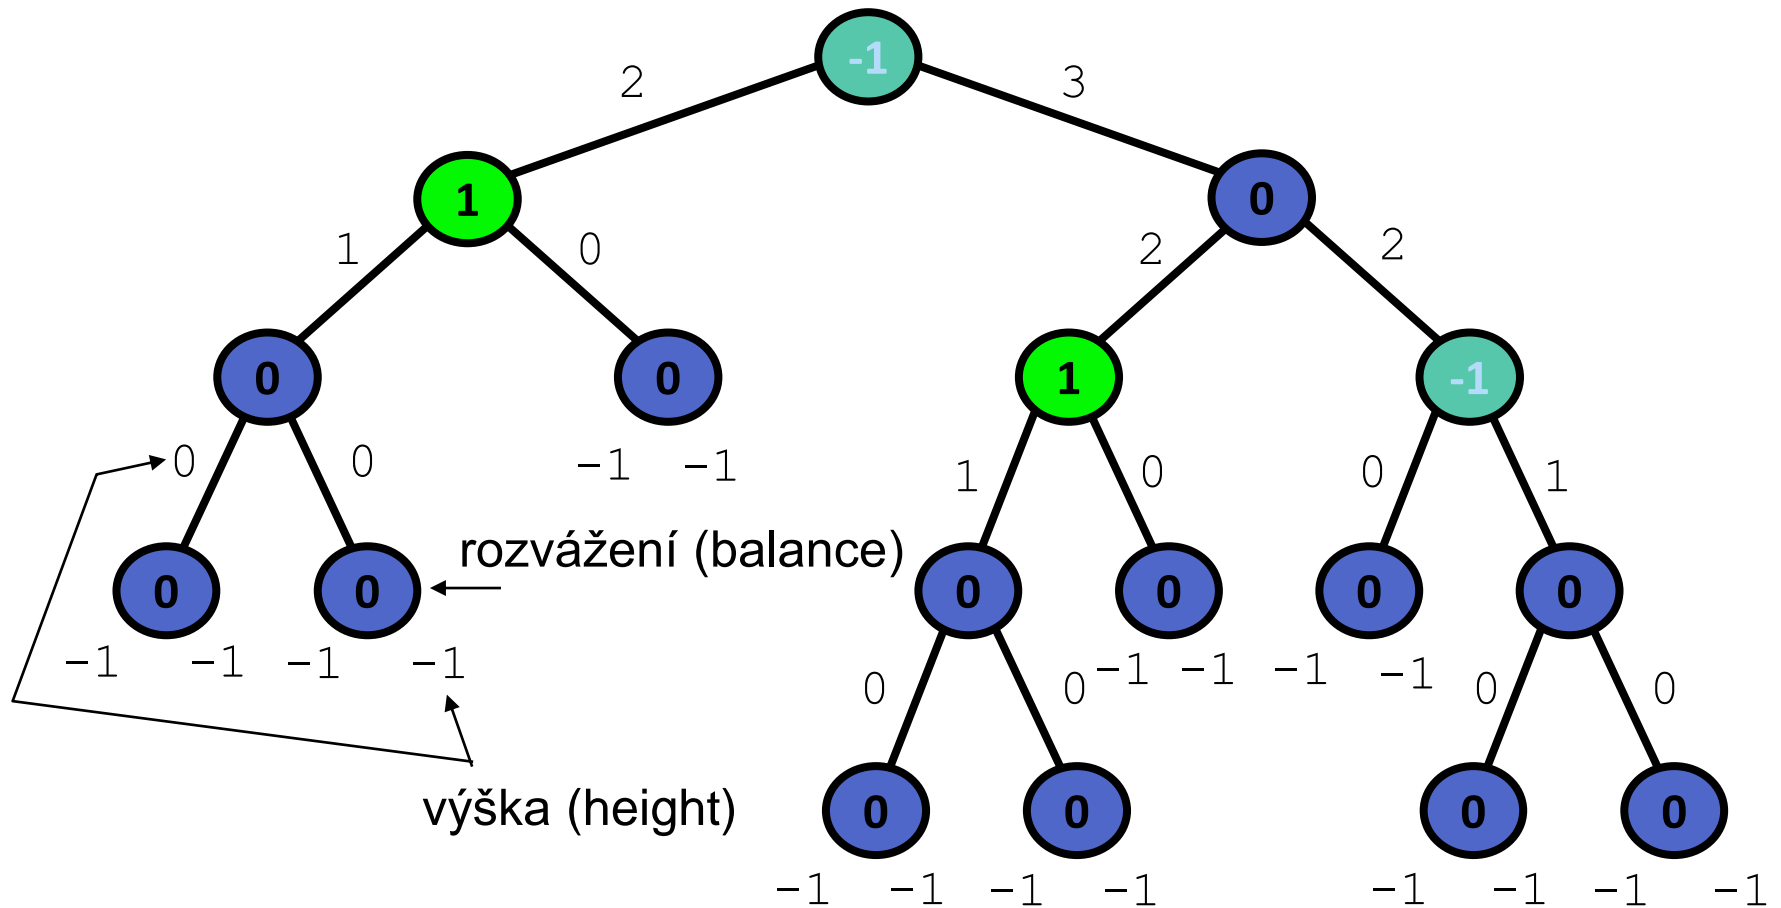 -1
2 3
1 0
1 0 2 2
0 0 1 -1
0 0 -1 -1 1 0 0 1
rozvážení (balance)
0 0 0 0 0 0
-1 -1 -1 -1 0 0 -1 -1 -1 -1 0 0
výška (height)
0 0 0 0
-1 -1 -1 -1 -1 -1 -1 -1